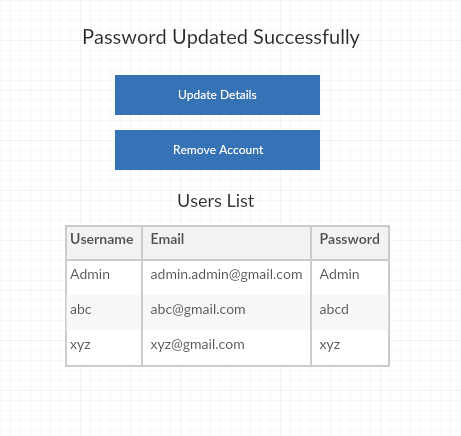 Password Updated Successfully
Update Details
Remove Account
Users List
Username Email Password
Admin admin.admin@gmail.com Admin
abc abc@gmail.com abcd
xyz xyz@gmail.com xyz